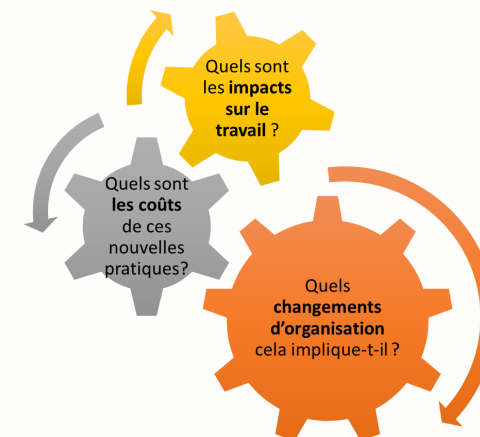 Quels sont
les impacts
sur le
travail ?
Quels sont
les coûts
de ces
nouvelles
pratiques?
Quels
changements
d'organisation
cela implique-t-il ?